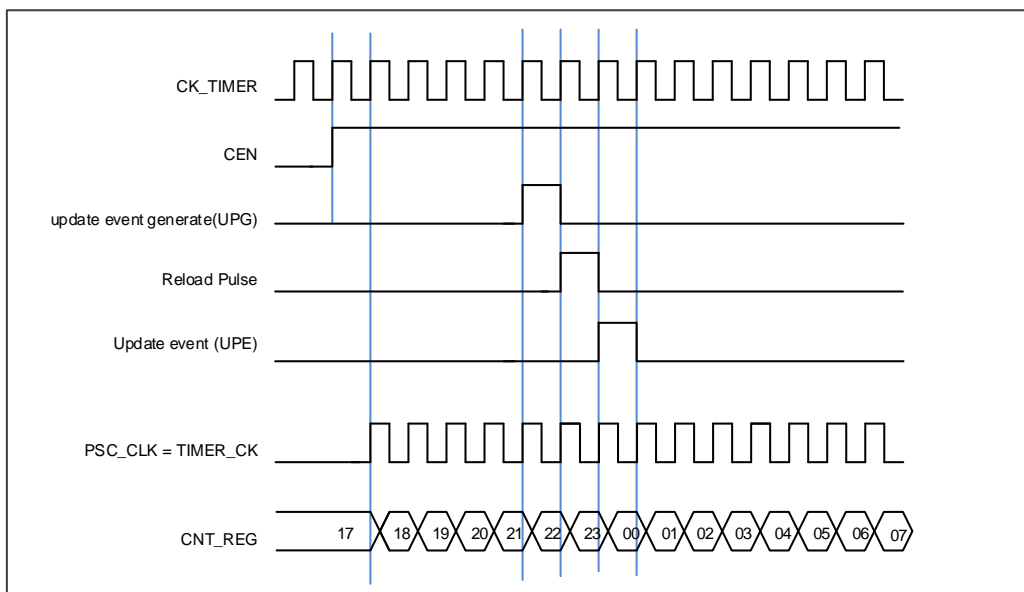 CK_TIMER
CEN
update event generate(UPG)
Reload Pulse
Update event (UPE)
PSC_CLK = TIMER_CK
CNT_REG 17 18 19 20 21 22 23 00 01 02 03 04 05 06 07